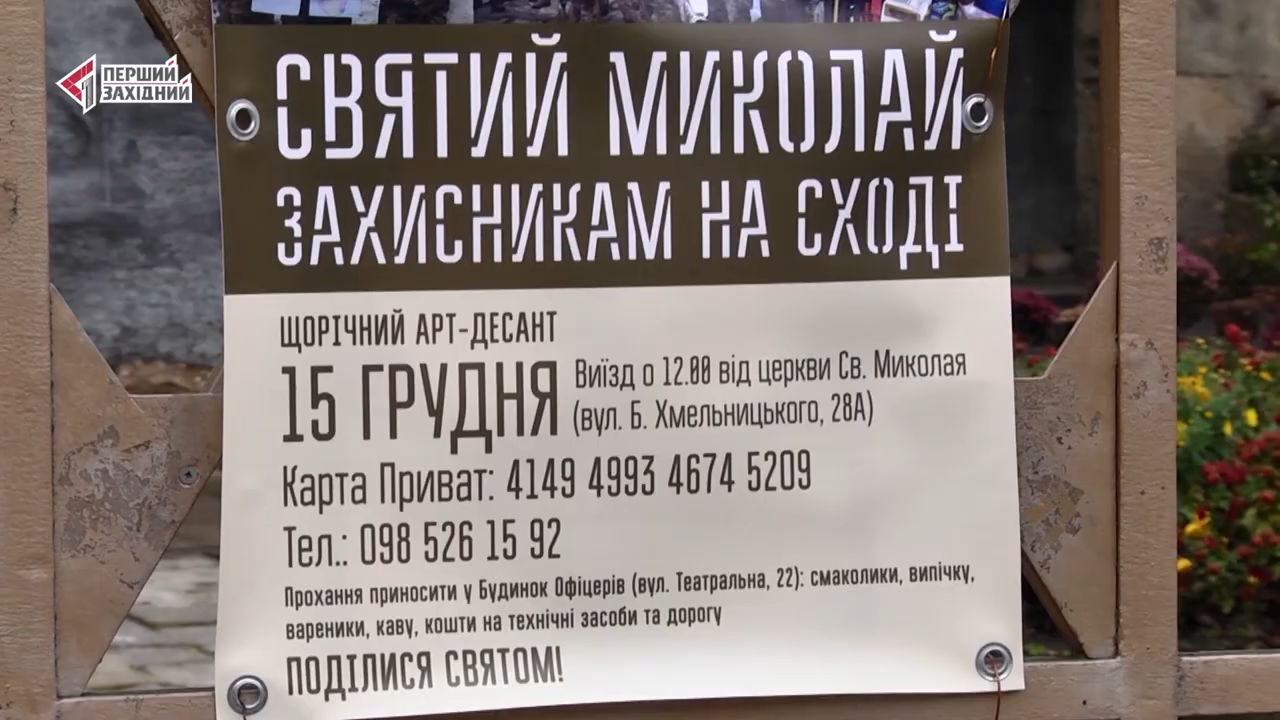 ПЕРШИЙ
ЗАХІДНИЙ
СВЯТИЙ МИКОЛАЙ
ЗАХИСНИКАМ НА СХОДІ
ЩОРІЧНИЙ АРТ-ДЕСАНТ
15 ГРУДНЯ
Виїзд о 12.00 від церкви Св. Миколая
(вул. Б. Хмельницького, 28А)
Карта Приват: 4149 4993 4674 5209
Тел.: 098 526 15 92
Прохання приносити у Будинок Офіцерів (вул. Театральна, 22): смаколики, випічку,
вареники, каву, кошти на технічні засоби та дорогу
ПОДІЛИСЯ СВЯТОМ!